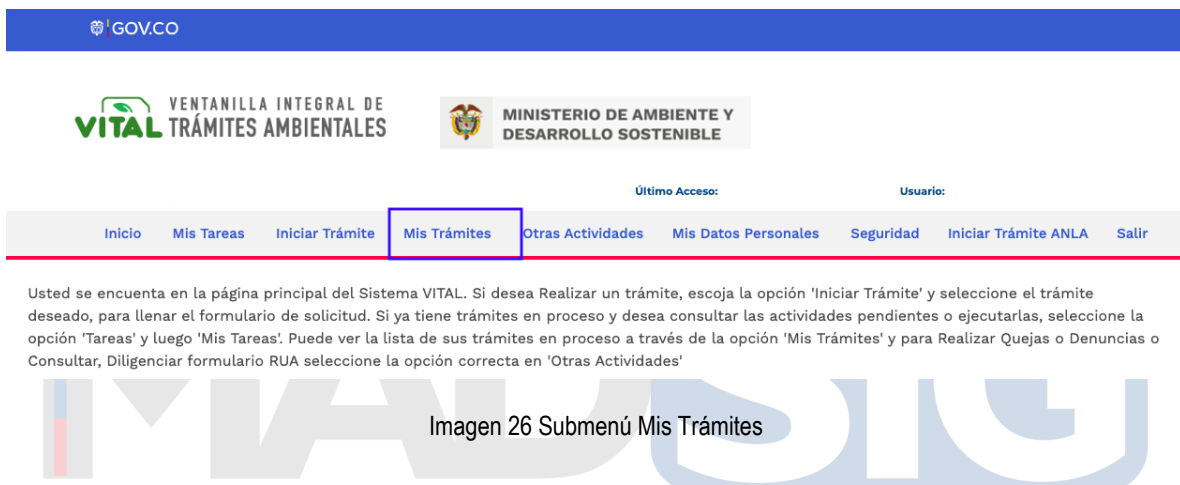 GOV.CO
VITAL VENTANILLA INTEGRAL DE
TRÁMITES AMBIENTALES
MINISTERIO DE AMBIENTE Y
DESARROLLO SOSTENIBLE
Último Acceso: Usuario:
Inicio Mis Tareas Iniciar Trámite Mis Trámites Otras Actividades Mis Datos Personales Seguridad Iniciar Trámite ANLA Salir
Usted se encuenta en la página principal del Sistema VITAL. Si desea Realizar un trámite, escoja la opción 'Iniciar Trámite' y seleccione el trámite
deseado, para llenar el formulario de solicitud. Si ya tiene trámites en proceso y desea consultar las actividades pendientes o ejecutarlas, seleccione la
opción 'Tareas' y luego 'Mis Tareas'. Puede ver la lista de sus trámites en proceso a través de la opción 'Mis Trámites' y para Realizar Quejas o Denuncias o
Consultar, Diligenciar formulario RUA seleccione la opción correcta en 'Otras Actividades'
MADSIG
Imagen 26 Submenú Mis Trámites